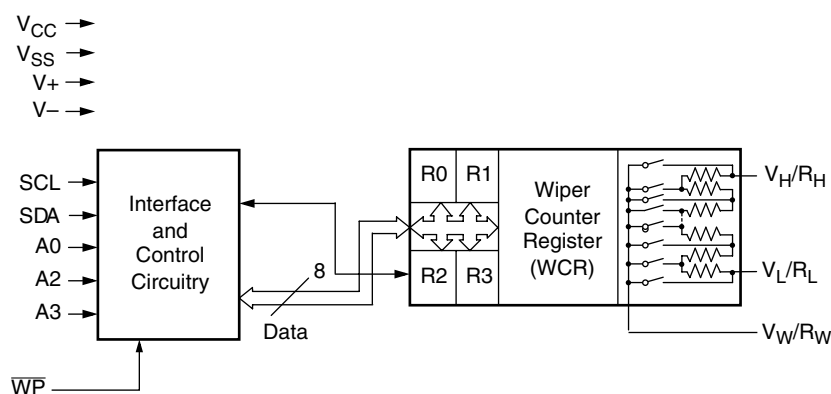 VCC
VSS
V+
V−
SCL
SDA
A0
A2
A3
WP
Interface
and
Control
Circuitry
8
Data
R0 R1
R2 R3
Wiper
Counter
Register
(WCR)
VH/RH
VL/RL
VW/RW